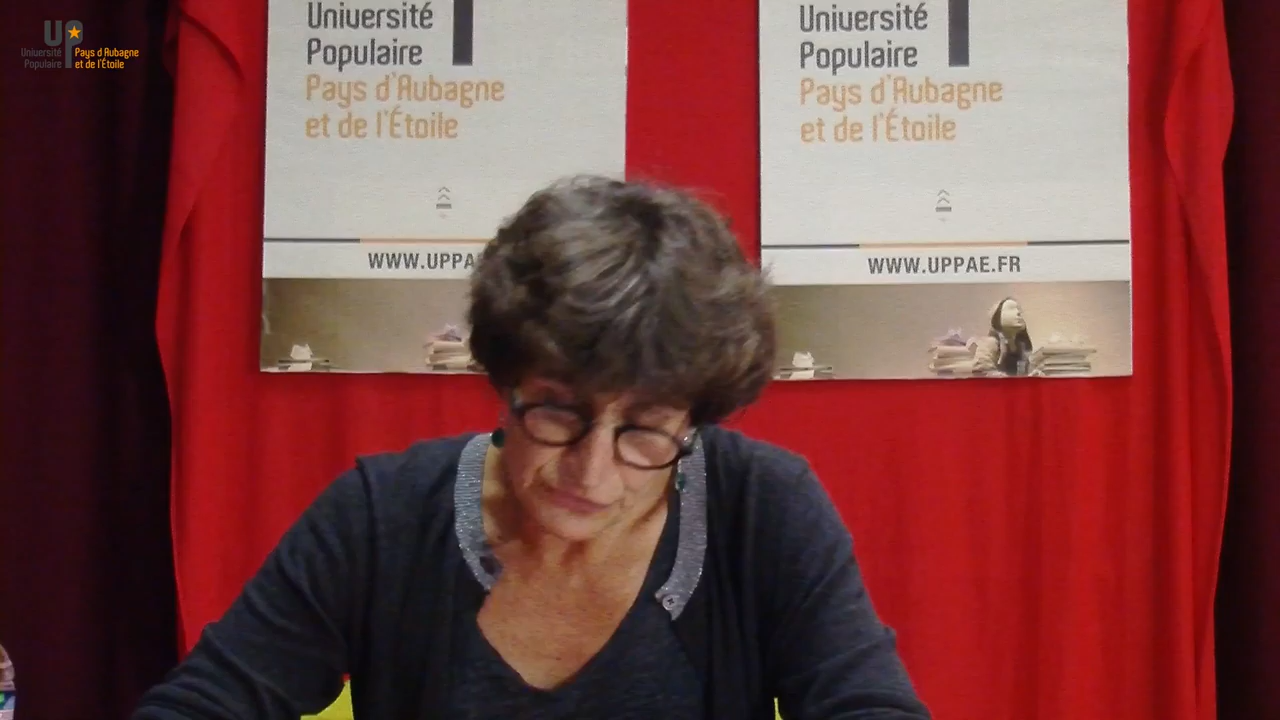 UP
Université
Populaire
Pays d'Aubagne
et de l'Étoile
Université
Populaire
Pays d'Aubagne
et de l'Étoile
WWW.UPPA
Université
Populaire
Pays d'Aubagne
et de l'Étoile
WWW.UPPAE.FR